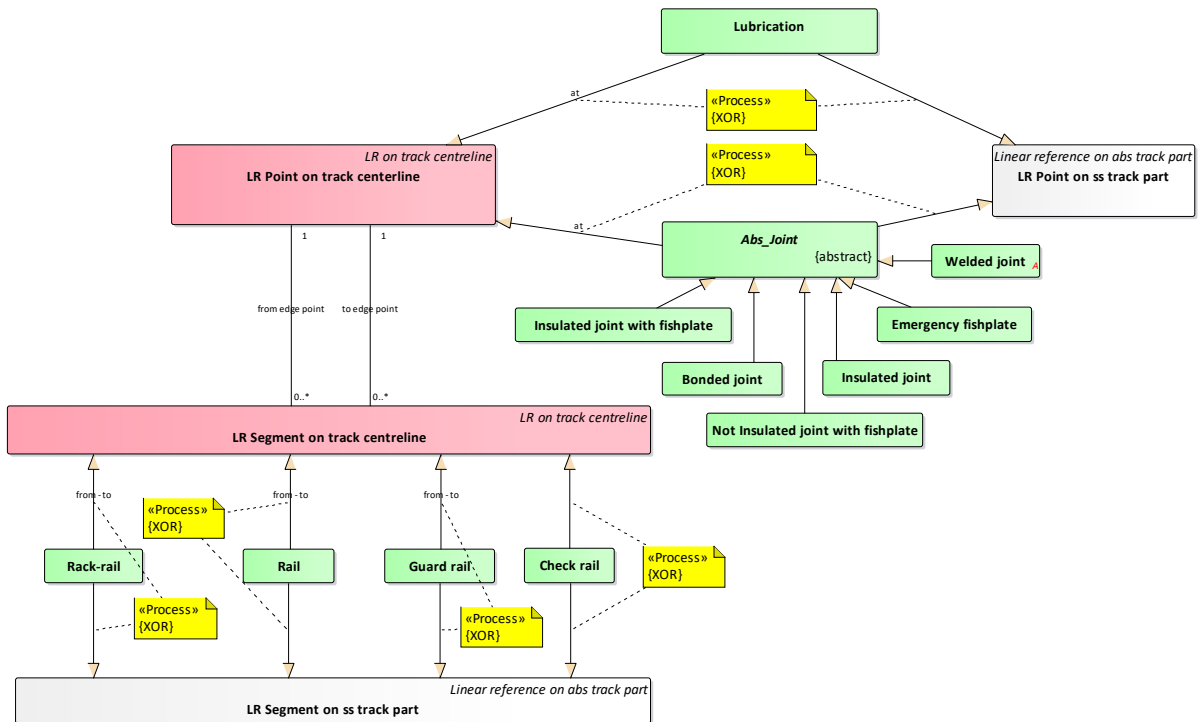 Lubrication
at
«Process»
{XOR}
LR on track centreline
LR Point on track centerline
«Process»
{XOR}
Linear reference on abs track part
LR Point on ss track part
at
Abs_Joint
{abstract}
Welded joint
A
1
1
from edge point
to edge point
Insulated joint with fishplate
Emergency fishplate
Bonded joint
Insulated joint
Not Insulated joint with fishplate
0..*
0..*
LR on track centreline
LR Segment on track centreline
from - to
from - to
from - to
«Process»
{XOR}
Rack-rail
Rail
Guard rail
Check rail
«Process»
{XOR}
«Process»
{XOR}
«Process»
{XOR}
Linear reference on abs track part
LR Segment on ss track part